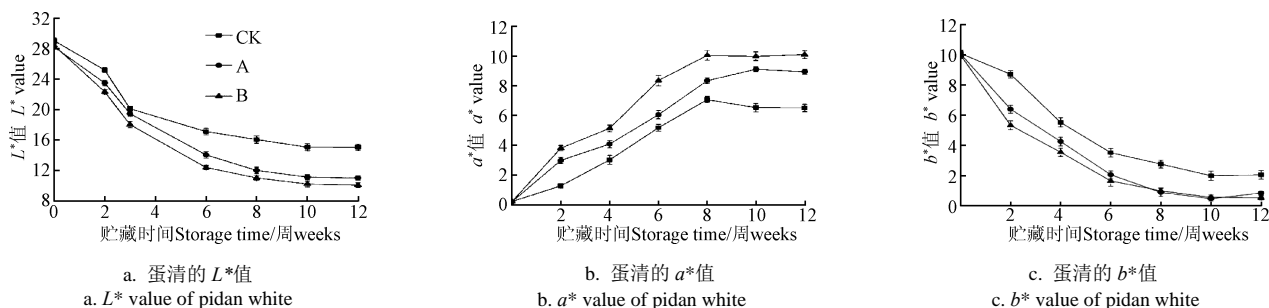 32
28
24
20
16
12
8
0 2 4 6 8 10 12
L*值 L* value
CK
A
B
贮藏时间Storage time/周weeks
a. 蛋清的 L*值
a. L* value of pidan white
12
10
8
6
4
2
0
2 4 6 8 10 12
a*值 a* value
贮藏时间Storage time/周weeks
b. 蛋清的 a*值
b. a* value of pidan white
12
10
8
6
4
2
0
0 2 4 6 8 10 12
b*值 b* value
贮藏时间Storage time/周weeks
c. 蛋清的 b*值
c. b* value of pidan white